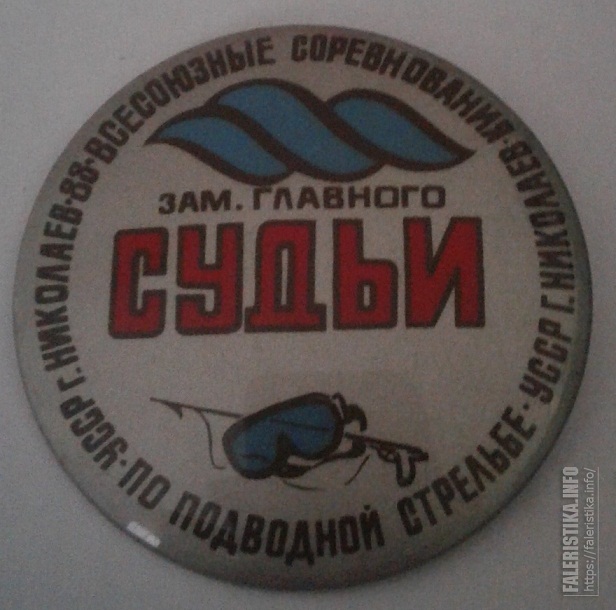 ВСЕСОЮЗНЫЕ СОРЕВНОВАНИЯ·УССР Г. НИКОЛАЕВ·88·
ПО ПОДВОДНОЙ СТРЕЛЬБЕ·УССР Г. НИКОЛАЕВ
ЗАМ. ГЛАВНОГО
СУДЬИ
FALERISTIKA.INFO
https://faleristika.info/